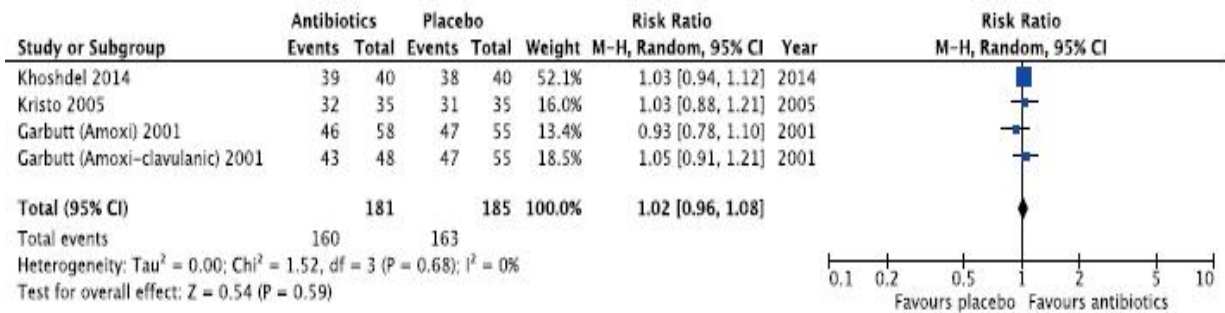 Antibiotics Placebo Risk Ratio Risk Ratio
Study or Subgroup Events Total Events Total Weight M-H, Random, 95% CI Year M-H, Random, 95% CI
Khoshdel 2014 39 40 38 40 52.1% 1.03 [0.94, 1.12] 2014
Kristo 2005 32 35 31 35 16.0% 1.03 [0.88, 1.21] 2005
Garbutt (Amoxi) 2001 46 58 47 55 13.4% 0.93 [0.78, 1.10] 2001
Garbutt (Amoxi-clavulanic) 2001 43 48 47 55 18.5% 1.05 [0.91, 1.21] 2001
Total (95% CI) 181 185 100.0% 1.02 [0.96, 1.08]
Total events 160 163
Heterogeneity: Tau² = 0.00; Chi² = 1.52, df = 3 (P = 0.68); I² = 0%
Test for overall effect: Z = 0.54 (P = 0.59)
0.1 0.2 0.5 1 2 5 10
Favours placebo Favours antibiotics